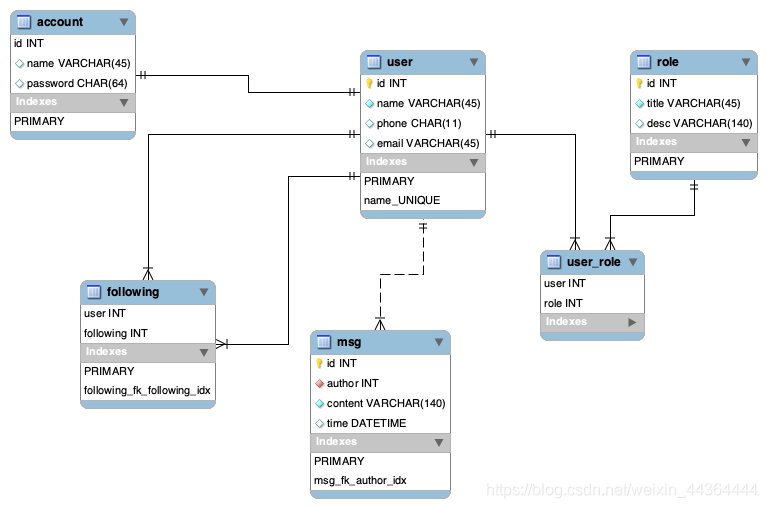 account
id INT
name VARCHAR(45)
password CHAR(64)
Indexes
PRIMARY
user
id INT
name VARCHAR(45)
phone CHAR(11)
email VARCHAR(45)
Indexes
PRIMARY
name_UNIQUE
role
id INT
title VARCHAR(45)
desc VARCHAR(140)
Indexes
PRIMARY
user_role
user INT
role INT
Indexes
following
user INT
following INT
Indexes
PRIMARY
following_fk_following_idx
msg
id INT
author INT
content VARCHAR(140)
time DATETIME
Indexes
PRIMARY
msg_fk_author_idx
https://blog.csdn.net/weixin_44364444